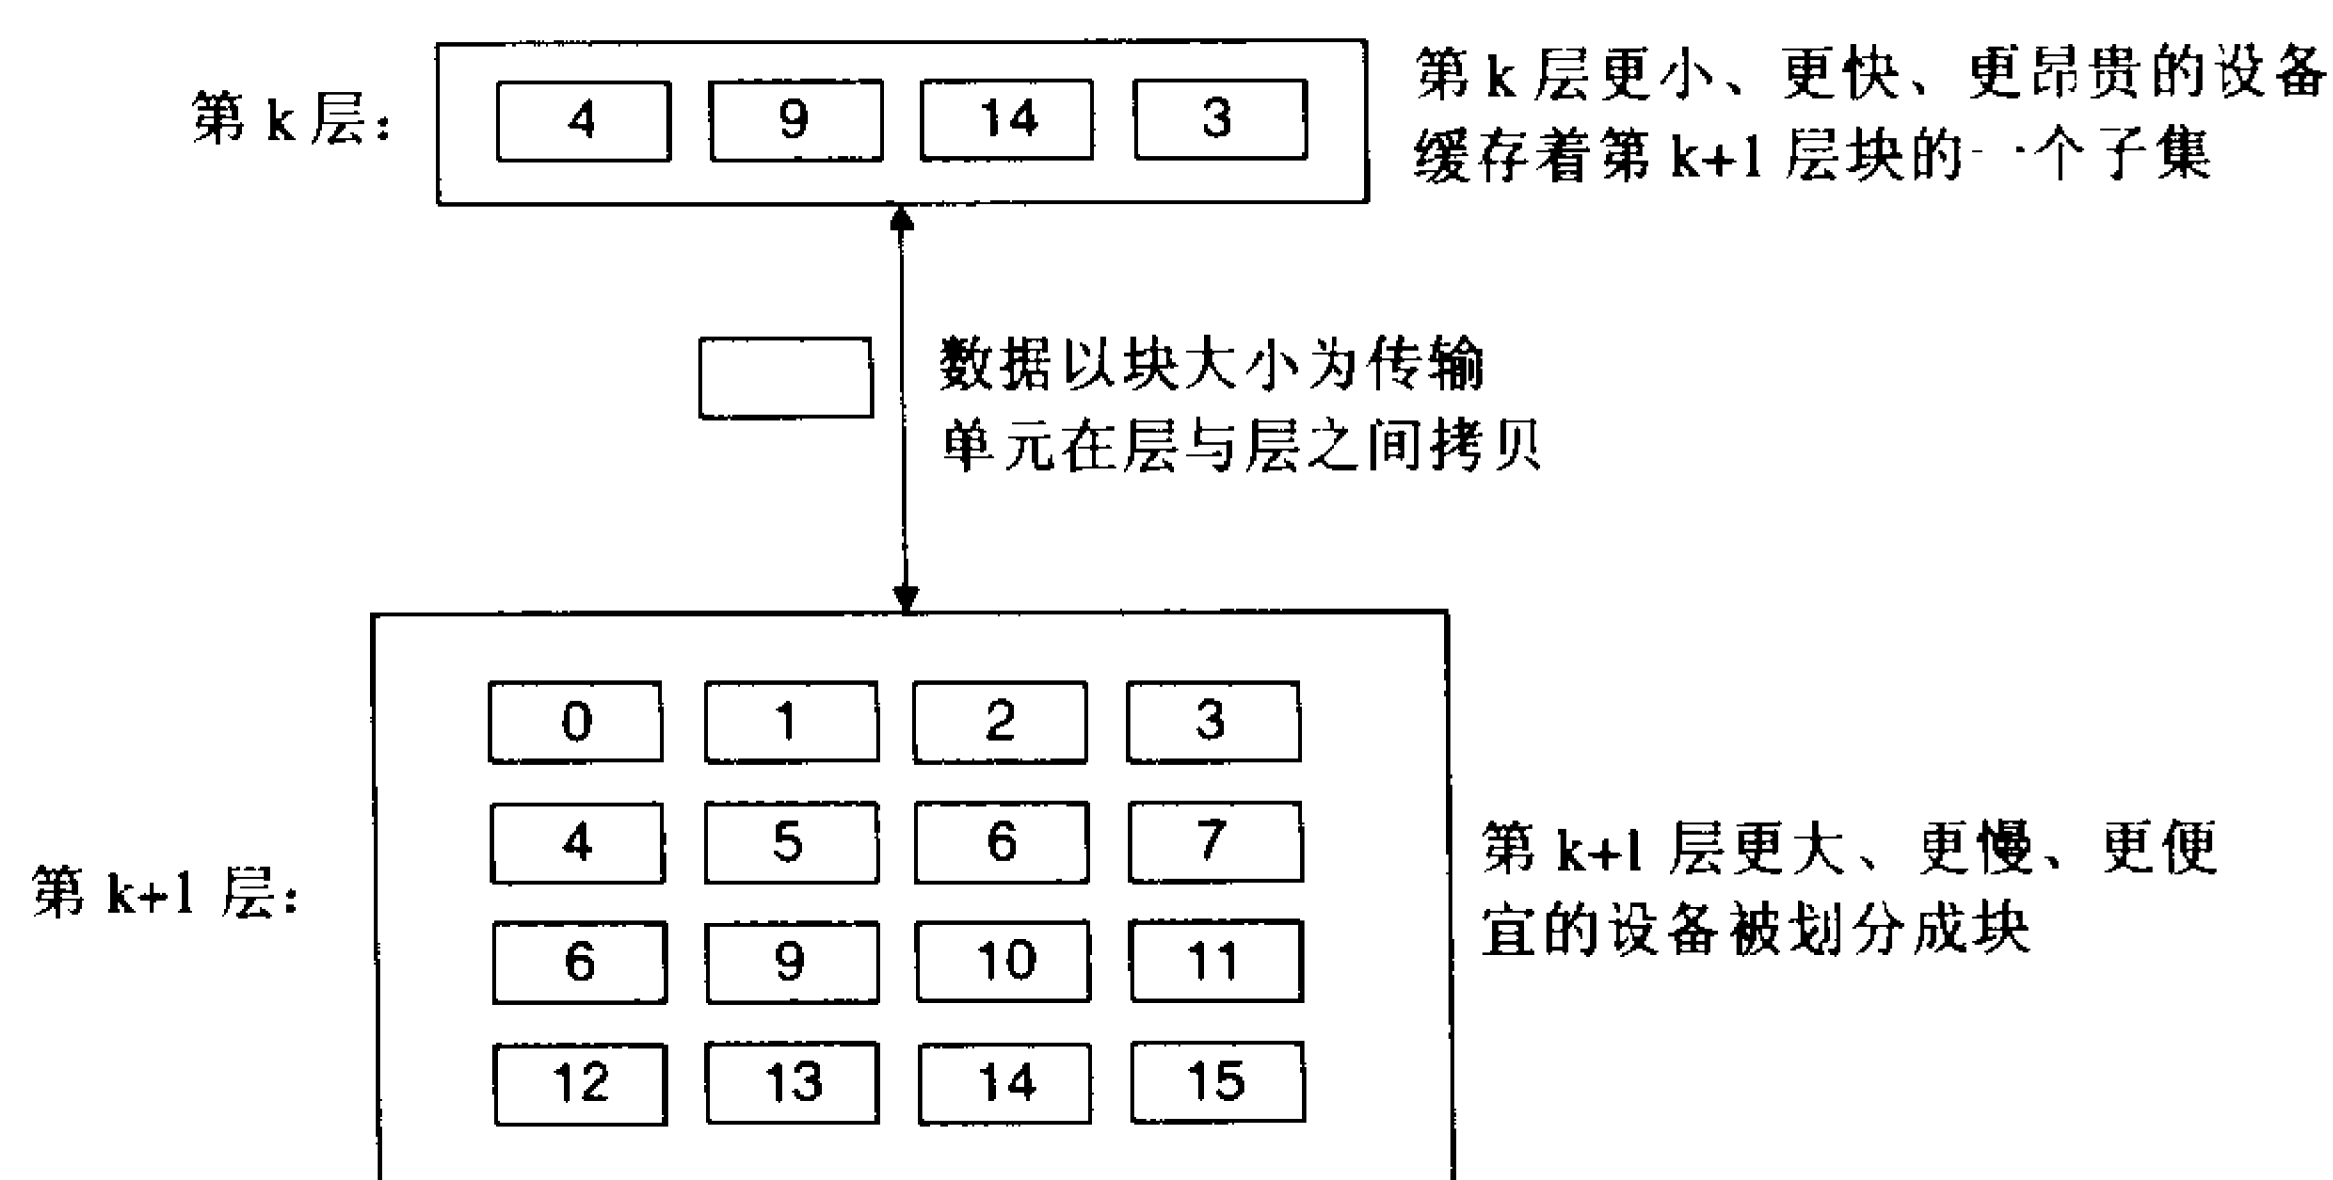 第 k 层：
4 9 14 3
第 k 层更小、更快、更昂贵的设备
缓存着第 k+1 层块的一个子集
数据以块大小为传输
单元在层与层之间拷贝
第 k+1 层：
0 1 2 3
4 5 6 7
6 9 10 11
12 13 14 15
第 k+1 层更大、更慢、更便
宜的设备被划分成块